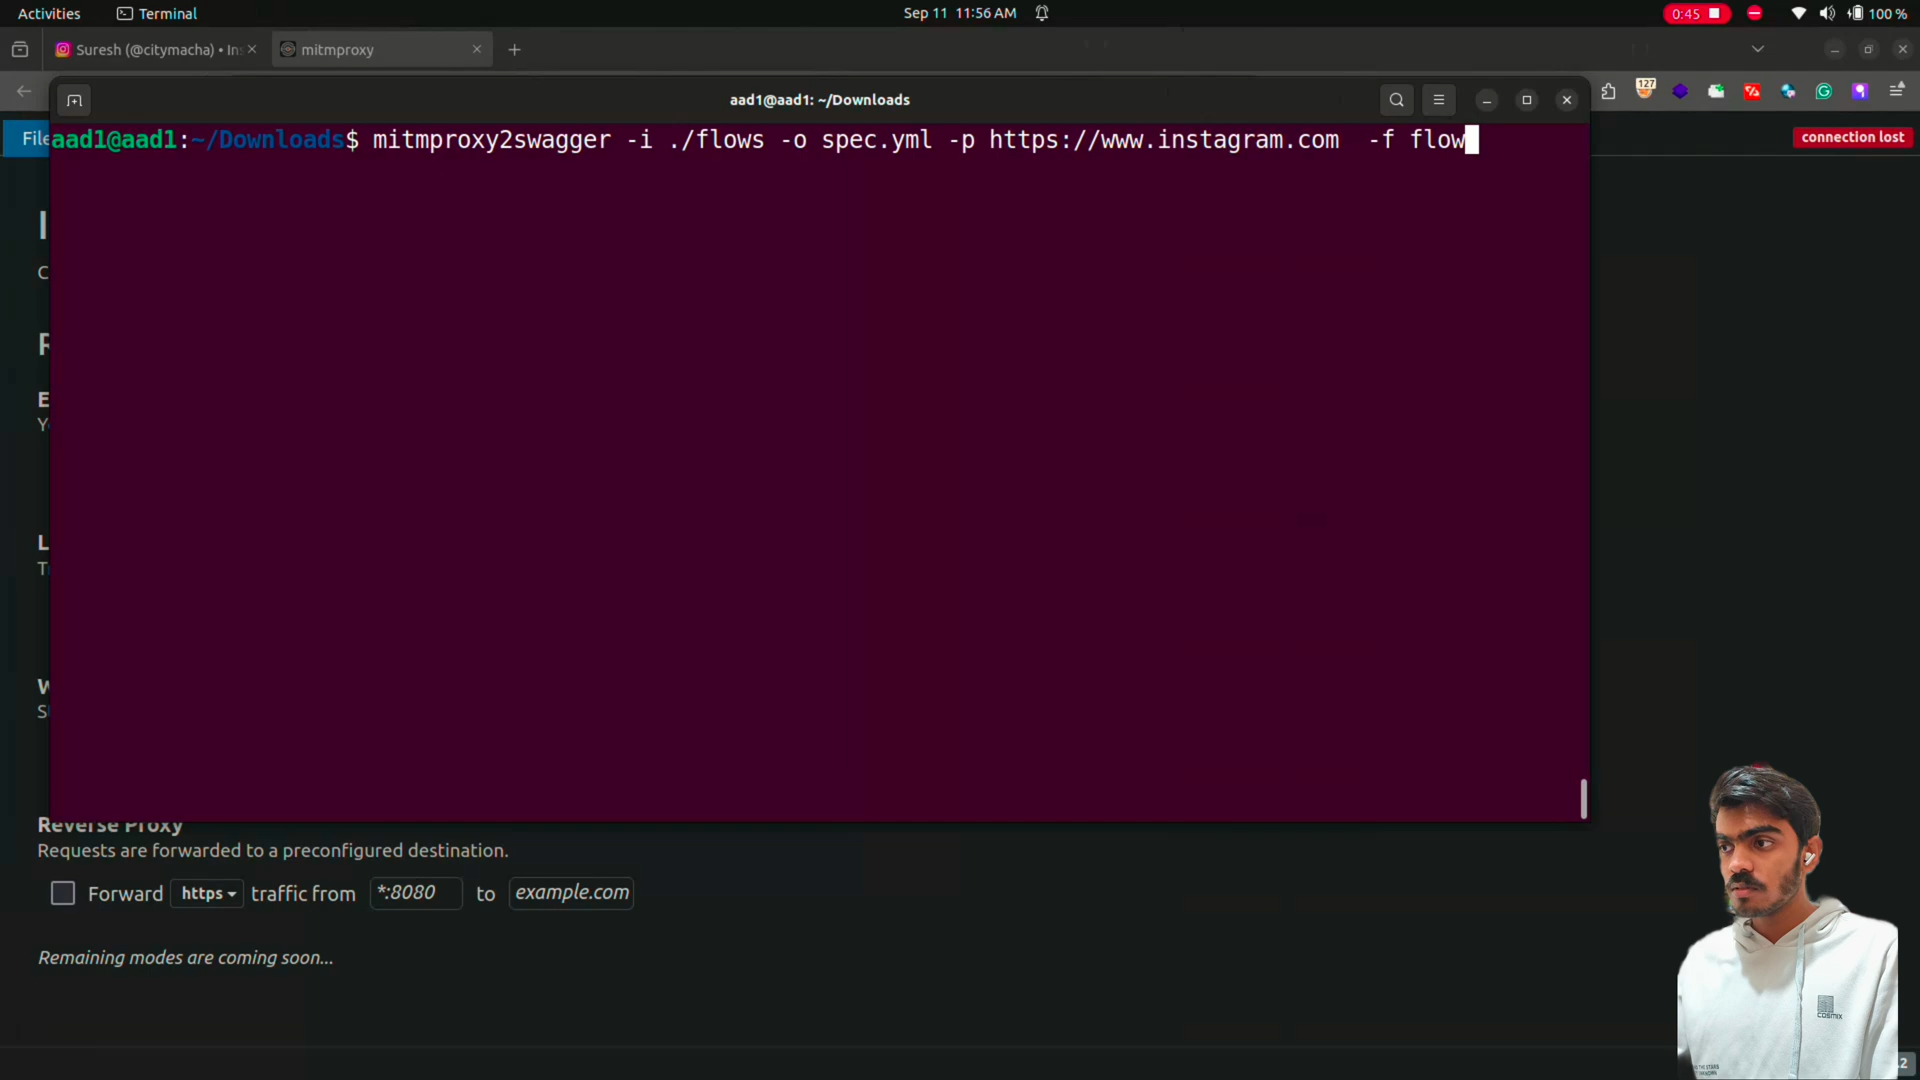 Activities Terminal Sep 11 11:56 AM 0:45 100 %
Suresh (@citymacha) • In mitmproxy
127
aad1@aad1: ~/Downloads
File
aad1@aad1:~/Downloads$ mitmproxy2swagger -i ./flows -o spec.yml -p https://www.instagram.com -f flow
connection lost
Reverse Proxy
Requests are forwarded to a preconfigured destination.
Forward https traffic from *:8080 to example.com
Remaining modes are coming soon...
COSMIX